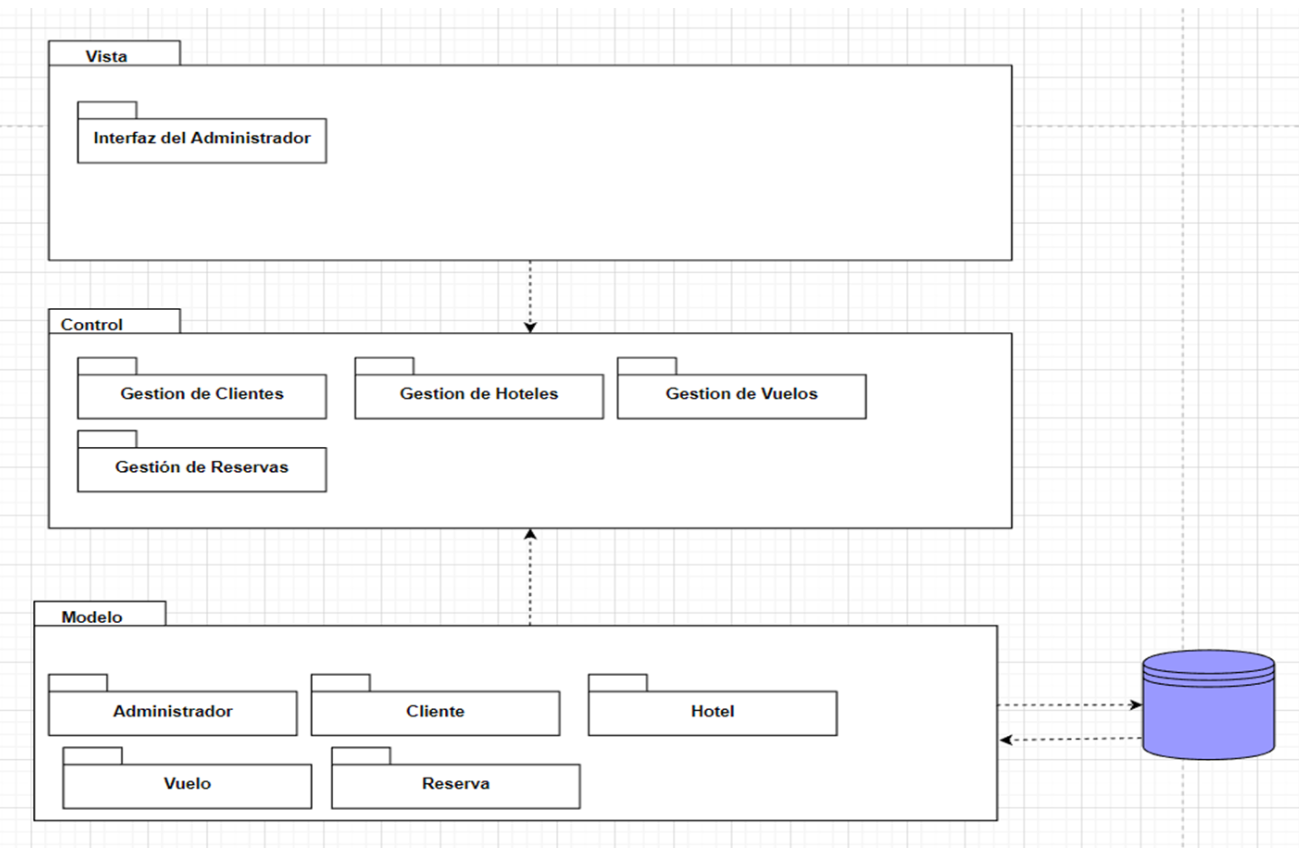 Vista
Interfaz del Administrador
Control
Gestion de Clientes
Gestion de Hoteles
Gestion de Vuelos
Gestión de Reservas
Modelo
Administrador
Cliente
Hotel
Vuelo
Reserva